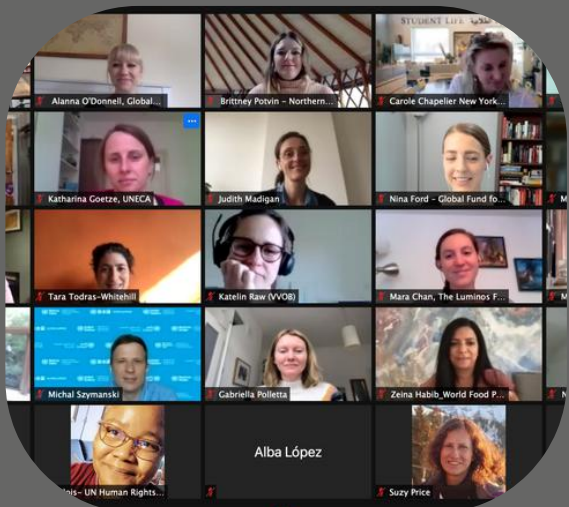 STUDENT LIFE
Alanna O'Donnell, Global...
Brittney Potvin - Northern...
Carole Chapelier New York...
Katharina Goetze, UNECA
Judith Madigan
Nina Ford - Global Fund fo...
Tara Todras-Whitehill
Katelin Raw (VVOB)
Mara Chan, The Luminos F...
Michal Szymanski
Gabriella Polletta
Zeina Habib_World Food P...
UN Human Rights...
Alba López
Suzy Price